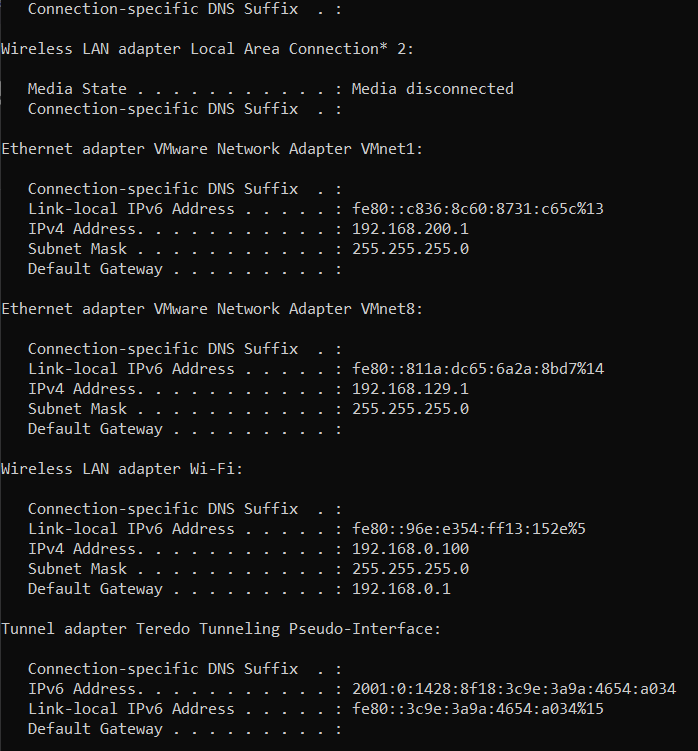 Connection-specific DNS Suffix  . :
Wireless LAN adapter Local Area Connection* 2:
Media State . . . . . . . . . . . : Media disconnected
Connection-specific DNS Suffix  . :
Ethernet adapter VMware Network Adapter VMnet1:
Connection-specific DNS Suffix  . :
Link-local IPv6 Address . . . . . : fe80::c836:8c60:8731:c65c%13
IPv4 Address. . . . . . . . . . . : 192.168.200.1
Subnet Mask . . . . . . . . . . . : 255.255.255.0
Default Gateway . . . . . . . . . :
Ethernet adapter VMware Network Adapter VMnet8:
Connection-specific DNS Suffix  . :
Link-local IPv6 Address . . . . . : fe80::811a:dc65:6a2a:8bd7%14
IPv4 Address. . . . . . . . . . . : 192.168.129.1
Subnet Mask . . . . . . . . . . . : 255.255.255.0
Default Gateway . . . . . . . . . :
Wireless LAN adapter Wi-Fi:
Connection-specific DNS Suffix  . :
Link-local IPv6 Address . . . . . : fe80::96e:e354:ff13:152e%5
IPv4 Address. . . . . . . . . . . : 192.168.0.100
Subnet Mask . . . . . . . . . . . : 255.255.255.0
Default Gateway . . . . . . . . . : 192.168.0.1
Tunnel adapter Teredo Tunneling Pseudo-Interface:
Connection-specific DNS Suffix  . :
IPv6 Address. . . . . . . . . . . : 2001:0:1428:8f18:3c9e:3a9a:4654:a034
Link-local IPv6 Address . . . . . : fe80::3c9e:3a9a:4654:a034%15
Default Gateway . . . . . . . . . :